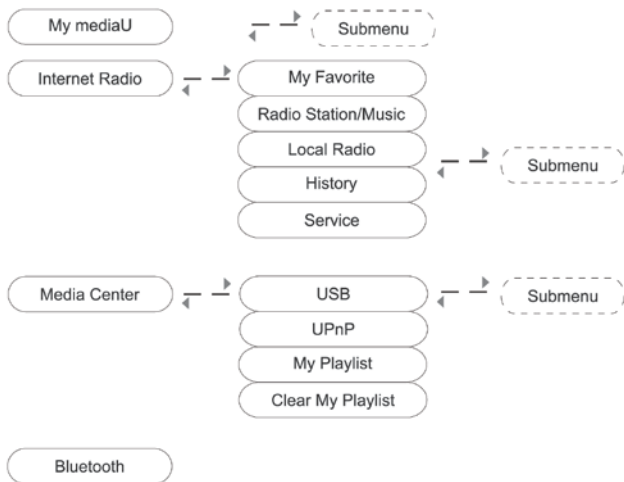 My mediaU
Submenu
Internet Radio
My Favorite
Radio Station/Music
Local Radio
Submenu
History
Service
Media Center
USB
Submenu
UPnP
My Playlist
Clear My Playlist
Bluetooth